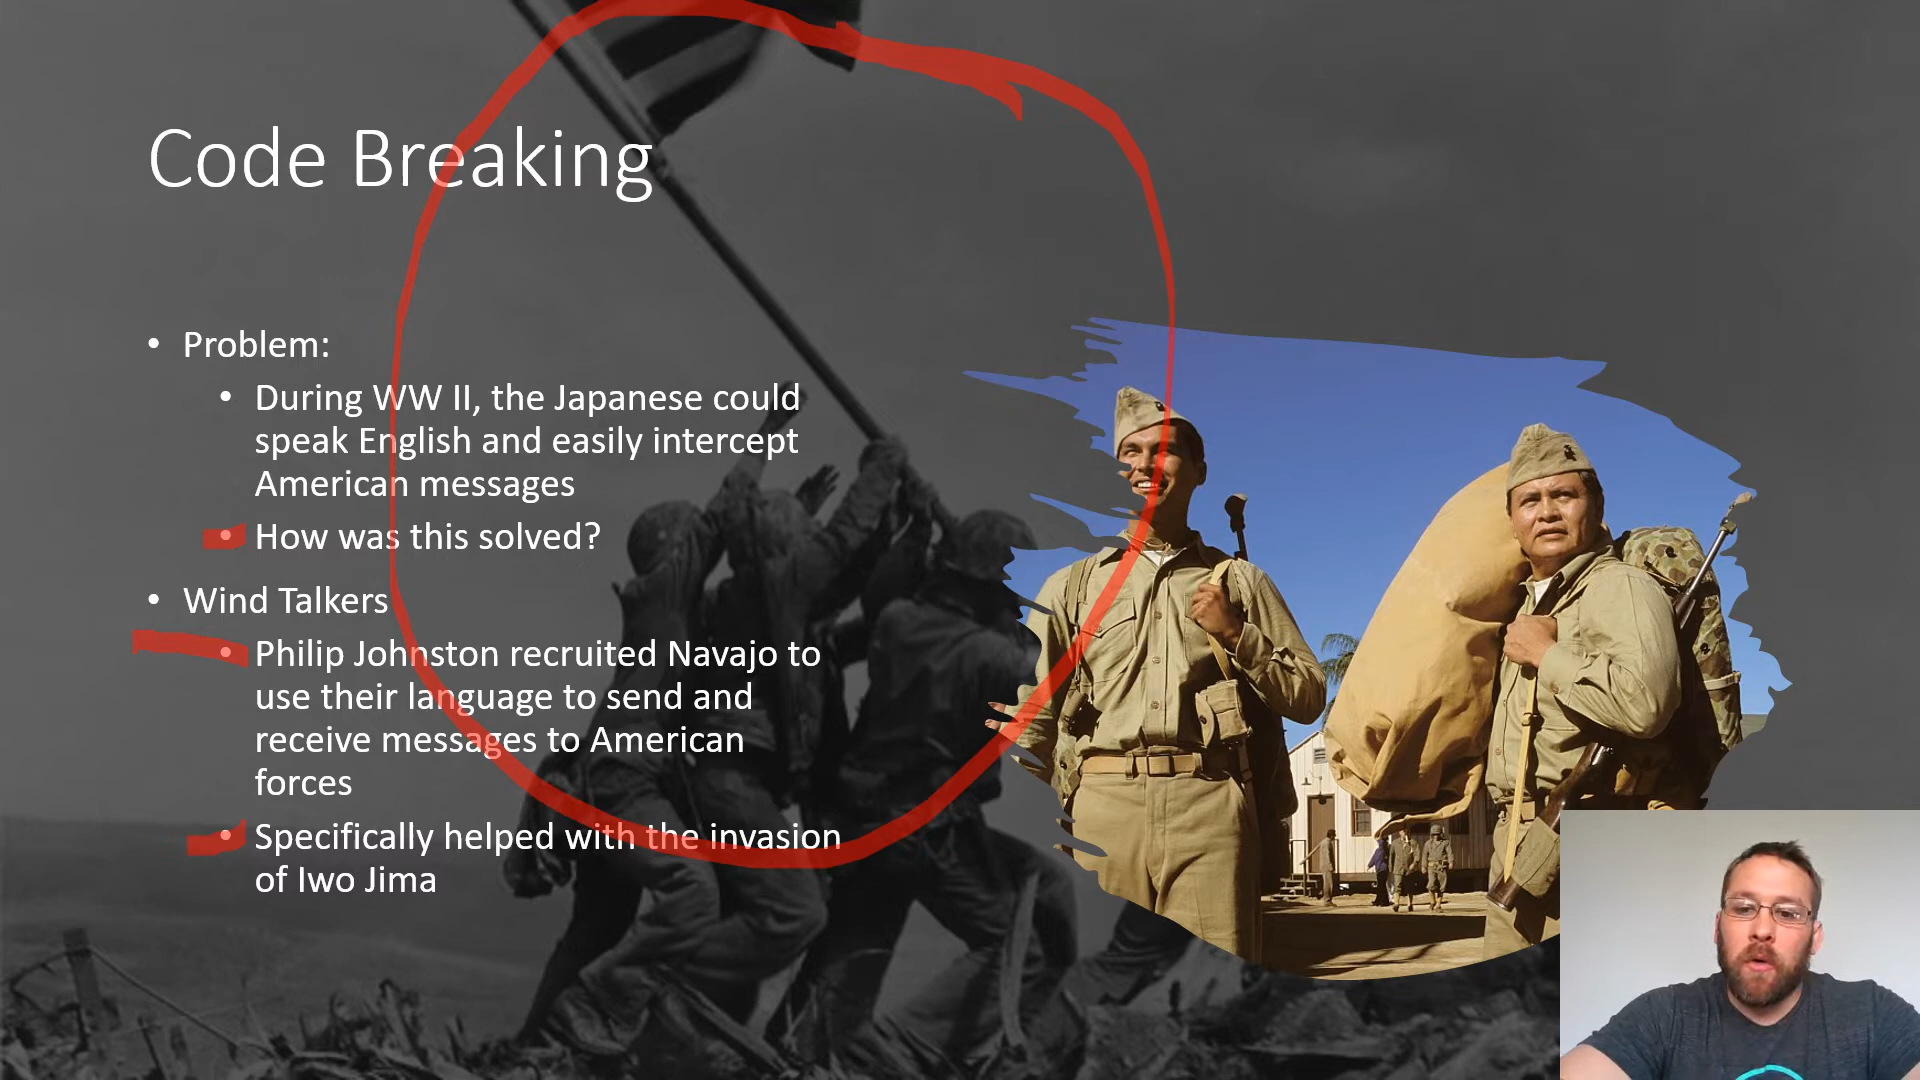 Code Breaking
• Problem:
• During WW II, the Japanese could
speak English and easily intercept
American messages
• How was this solved?
• Wind Talkers
• Philip Johnston recruited Navajo to
use their language to send and
receive messages to American
forces
• Specifically helped with the invasion
of Iwo Jima